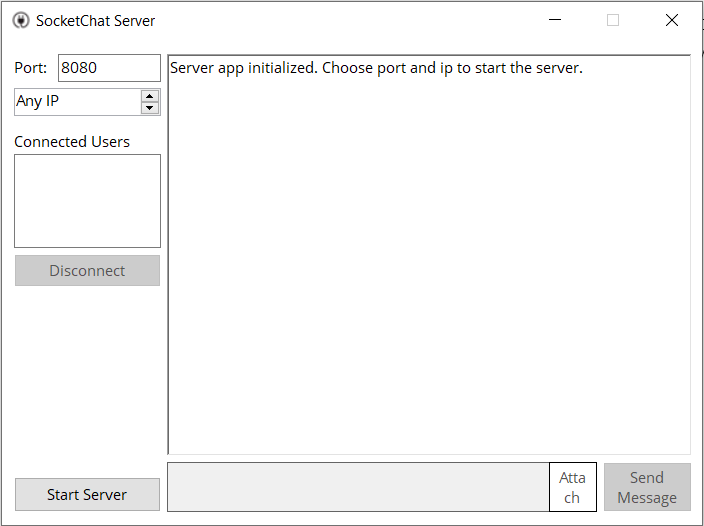 SocketChat Server
Port: 8080
Any IP
Connected Users
Disconnect
Start Server
Server app initialized. Choose port and ip to start the server.
Atta
ch
Send
Message